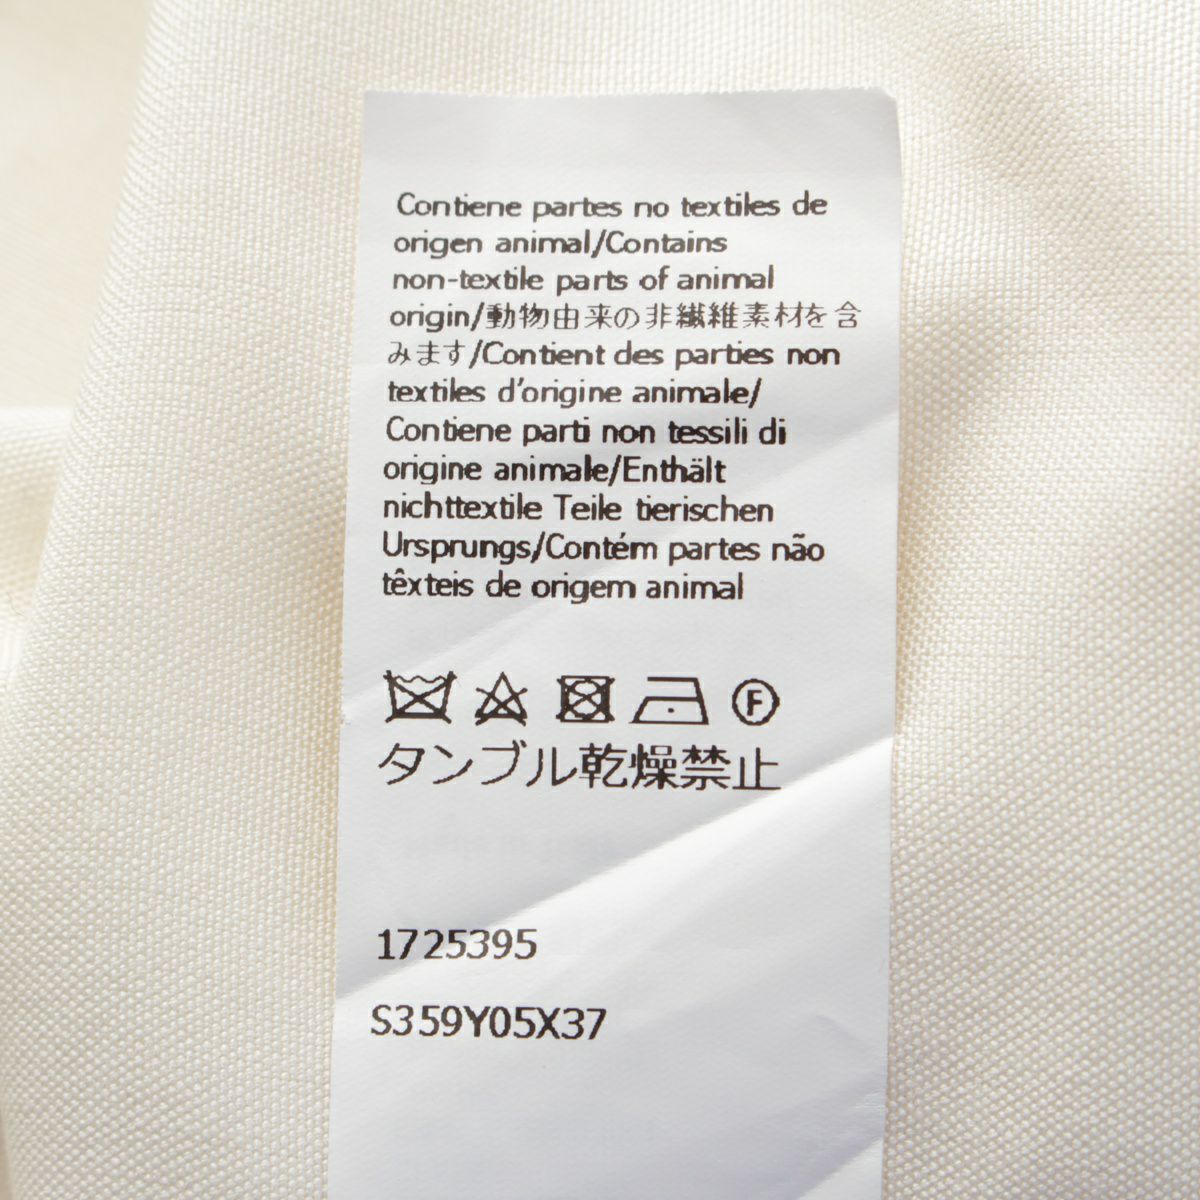 Contiene partes no textiles de
origen animal/Contains
non-textile parts of animal
origin/動物由来の非繊維素材を含
みます/Contient des parties non
textiles d'origine animale/
Contiene parti non tessili di
origine animale/Enthält
nichttextile Teile tierischen
Ursprungs/Contém partes não
têxteis de origem animal
F
タンブル乾燥禁止
1725395
S359Y05X37